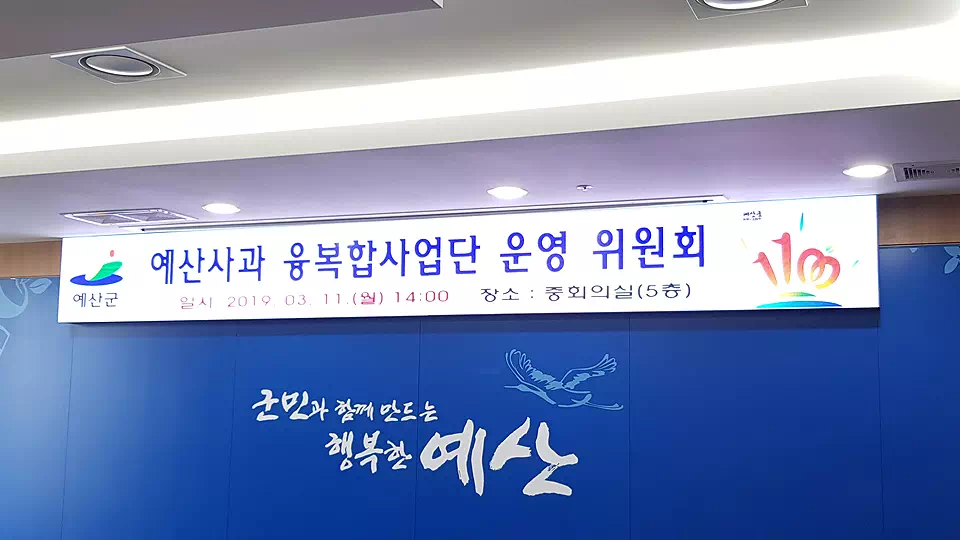 예산사과 융복합사업단 운영 위원회
예산군
일시 2019. 03. 11.(월) 14:00 장소 : 중회의실(5층)
1100
군민과 함께 만드는
행복한 예산